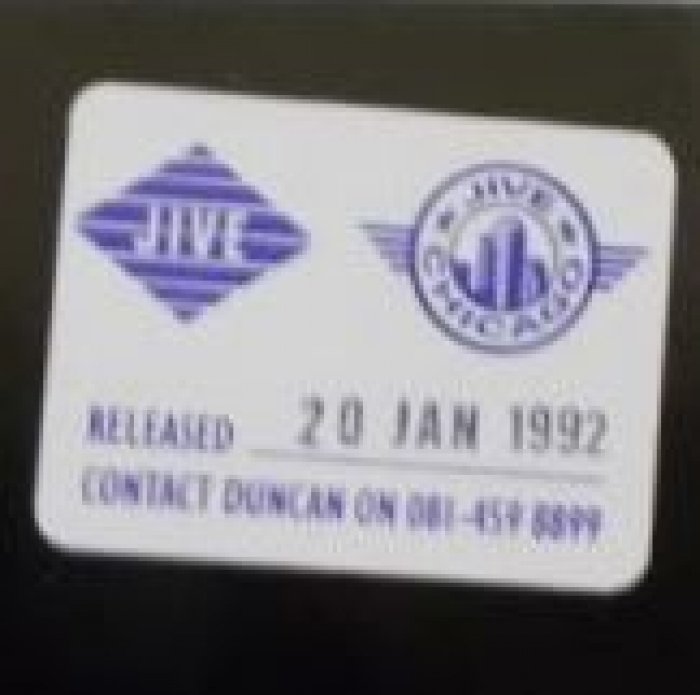 JIVE
JIVE
CHICAGO
RELEASED 20 JAN 1992
CONTACT DUNCAN ON 081-459 8899